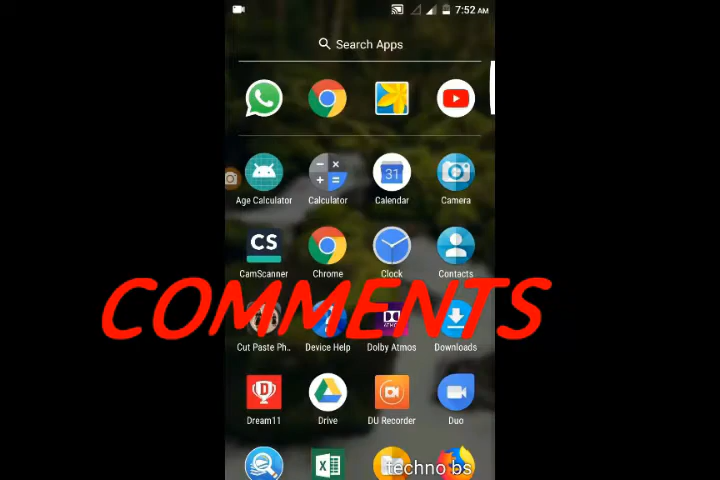 7:52 AM
Search Apps
31
Age Calculator Calculator Calendar Camera
CS
CamScanner Chrome Clock Contacts
COMMENTS
Cut Paste Ph.. Device Help Dolby Atmos Downloads
D
Dream11 Drive DU Recorder Duo
techno bs